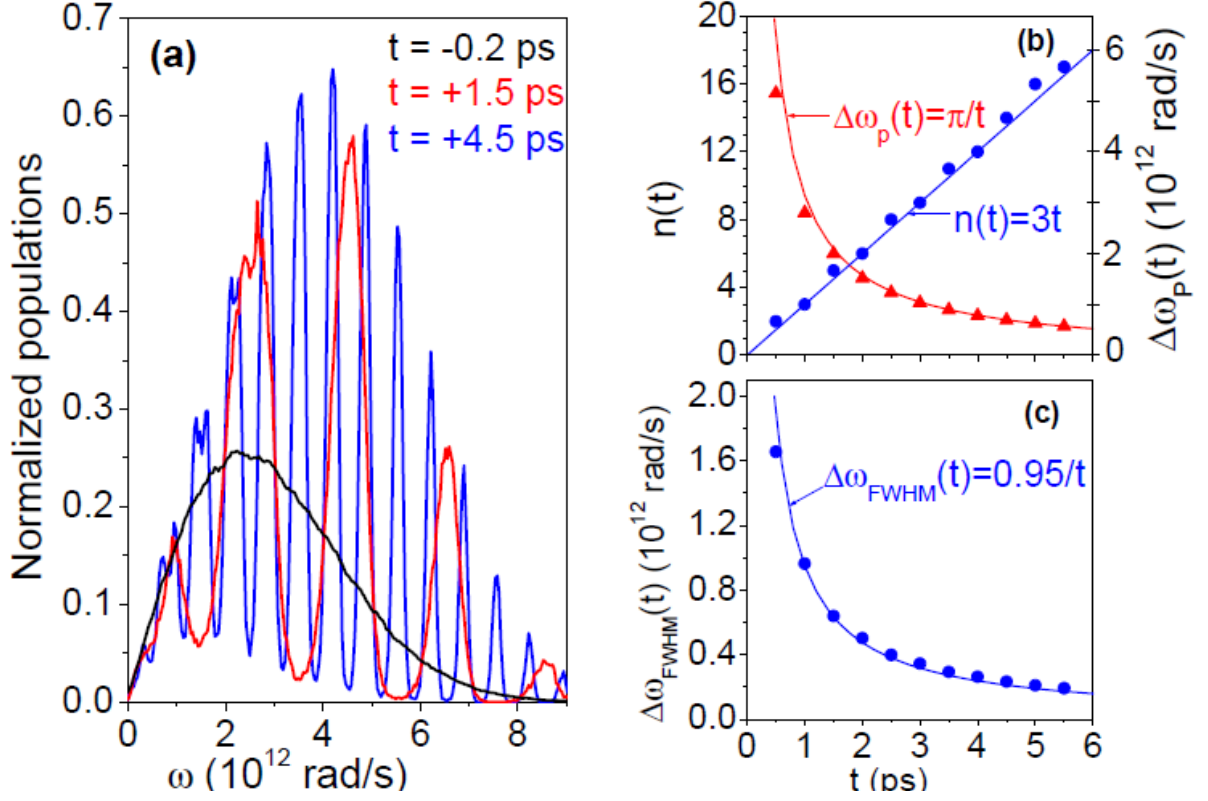 (a)
t = -0.2 ps
t = +1.5 ps
t = +4.5 ps
Normalized populations
0.7
0.6
0.5
0.4
0.3
0.2
0.1
0.0
0 2 4 6 8
ω (10¹² rad/s)
(b)
n(t)
20
16
12
8
4
0
Δωₚ(t)=π/t
n(t)=3t
6
4
2
0
Δω_P(t) (10¹² rad/s)
(c)
Δω_FWHM(t) (10¹² rad/s)
2.0
1.6
1.2
0.8
0.4
0.0
Δω_FWHM(t)=0.95/t
0 1 2 3 4 5 6
t (ps)